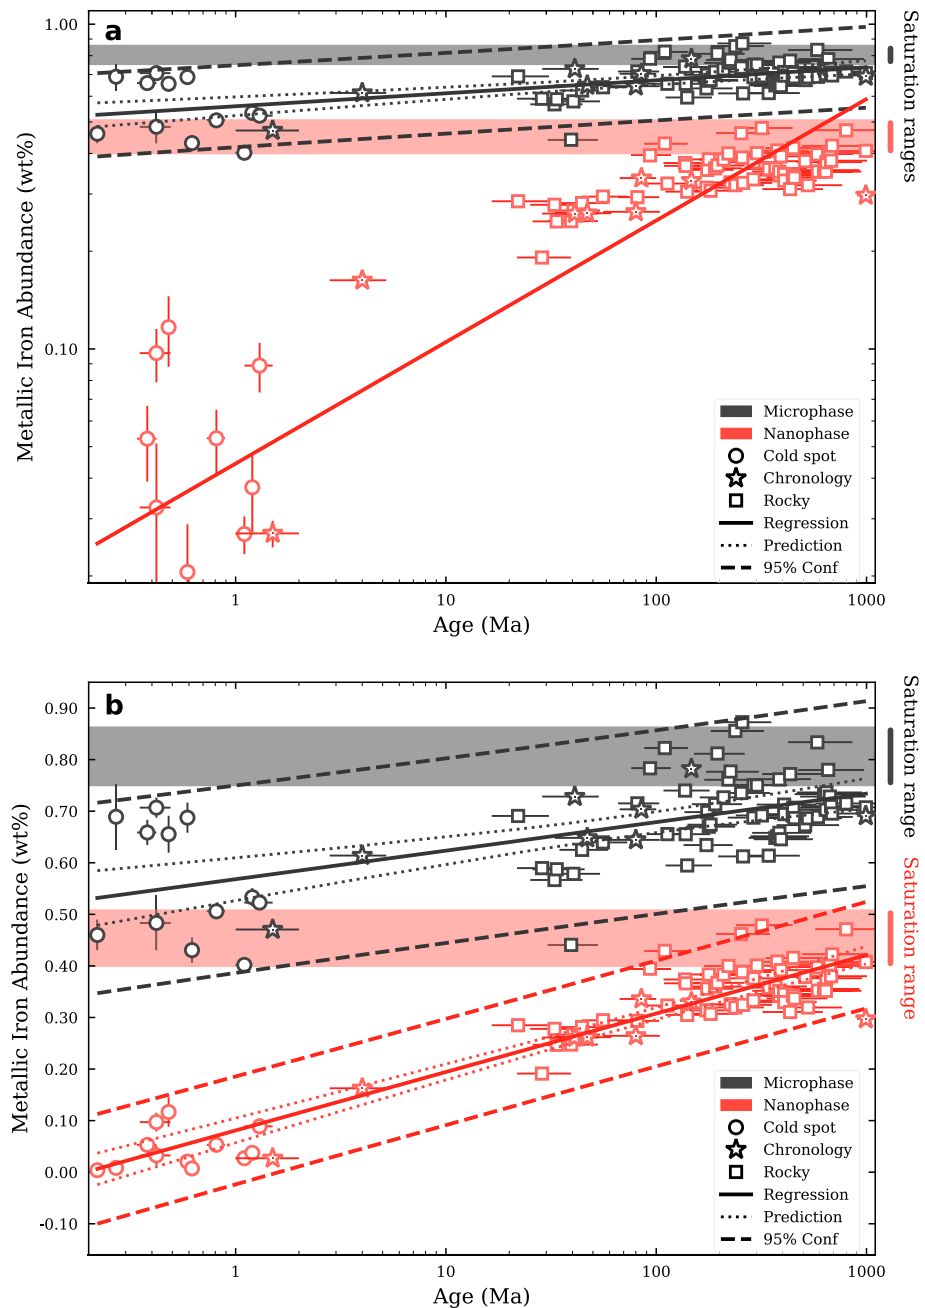 a
1.00
0.10
Metallic Iron Abundance (wt%)
Saturation ranges
Microphase
Nanophase
Cold spot
Chronology
Rocky
Regression
Prediction
95% Conf
1
10
100
1000
Age (Ma)
b
0.90
0.80
0.70
0.60
0.50
0.40
0.30
0.20
0.10
0.00
-0.10
Metallic Iron Abundance (wt%)
Saturation range
Saturation range
Microphase
Nanophase
Cold spot
Chronology
Rocky
Regression
Prediction
95% Conf
1
10
100
1000
Age (Ma)